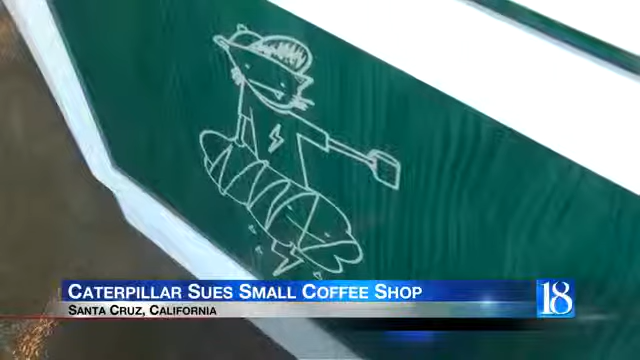 CATERPILLAR SUES SMALL COFFEE SHOP
18
SANTA CRUZ, CALIFORNIA